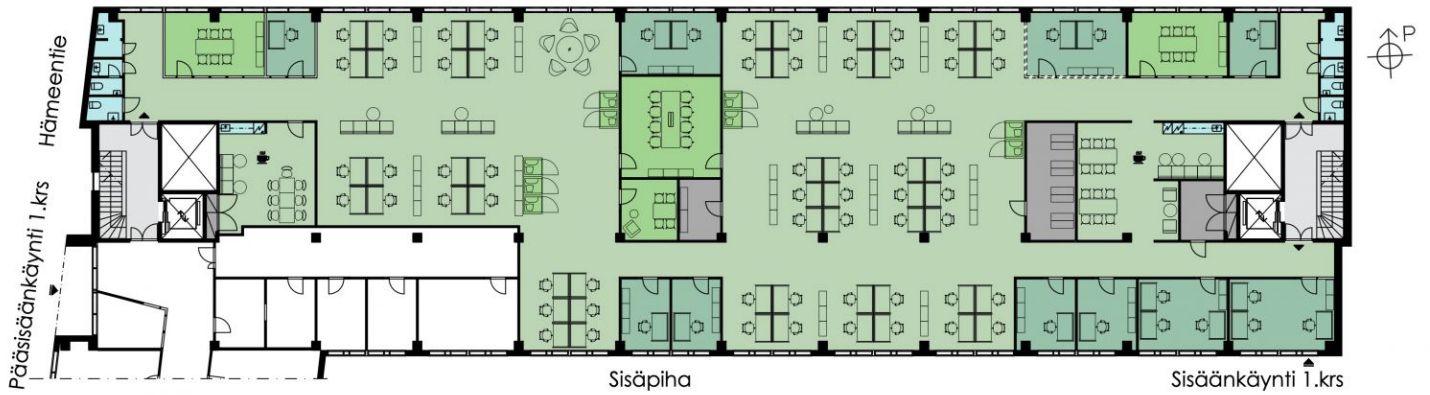 P
Hämeentie
Pääsisäänkäynti 1.krs
Sisäpiha
Sisäänkäynti 1.krs